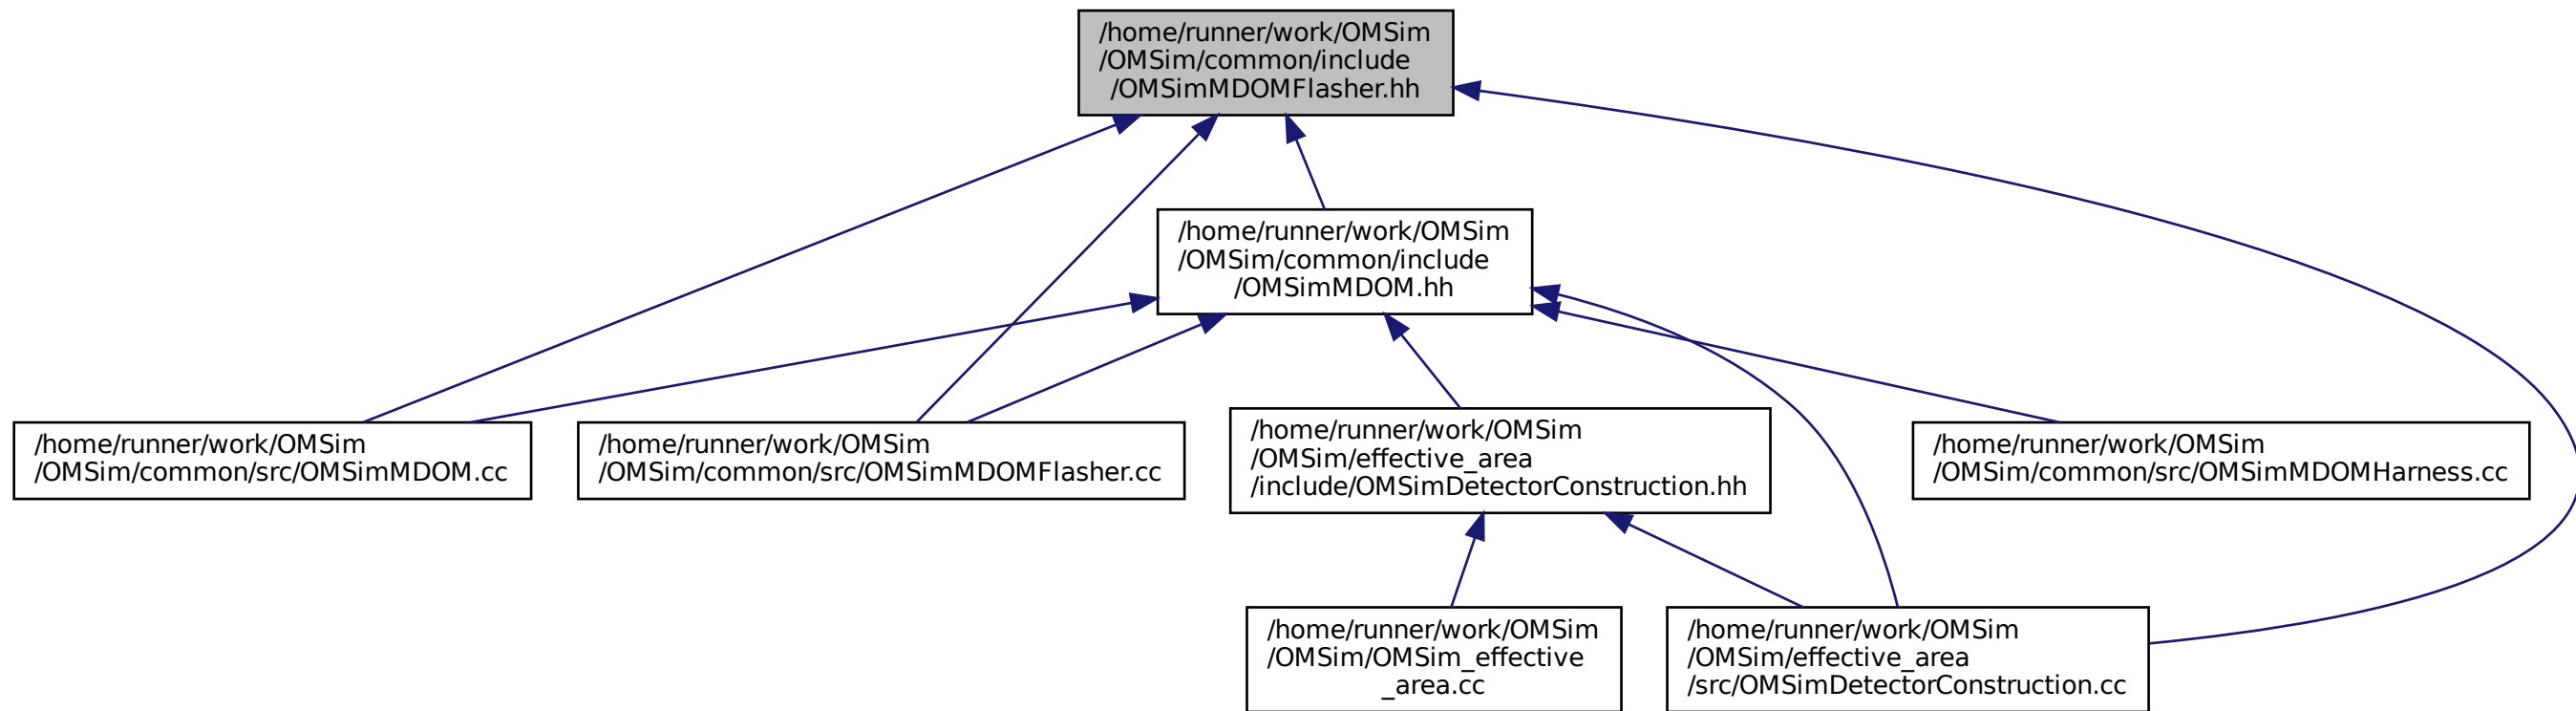 /home/runner/work/OMSim
/OMSim/common/include
/OMSimMDOMFlasher.hh
/home/runner/work/OMSim
/OMSim/common/include
/OMSimMDOM.hh
/home/runner/work/OMSim
/OMSim/common/src/OMSimMDOM.cc
/home/runner/work/OMSim
/OMSim/common/src/OMSimMDOMFlasher.cc
/home/runner/work/OMSim
/OMSim/effective_area
/include/OMSimDetectorConstruction.hh
/home/runner/work/OMSim
/OMSim/common/src/OMSimMDOMHarness.cc
/home/runner/work/OMSim
/OMSim/OMSim_effective
_area.cc
/home/runner/work/OMSim
/OMSim/effective_area
/src/OMSimDetectorConstruction.cc